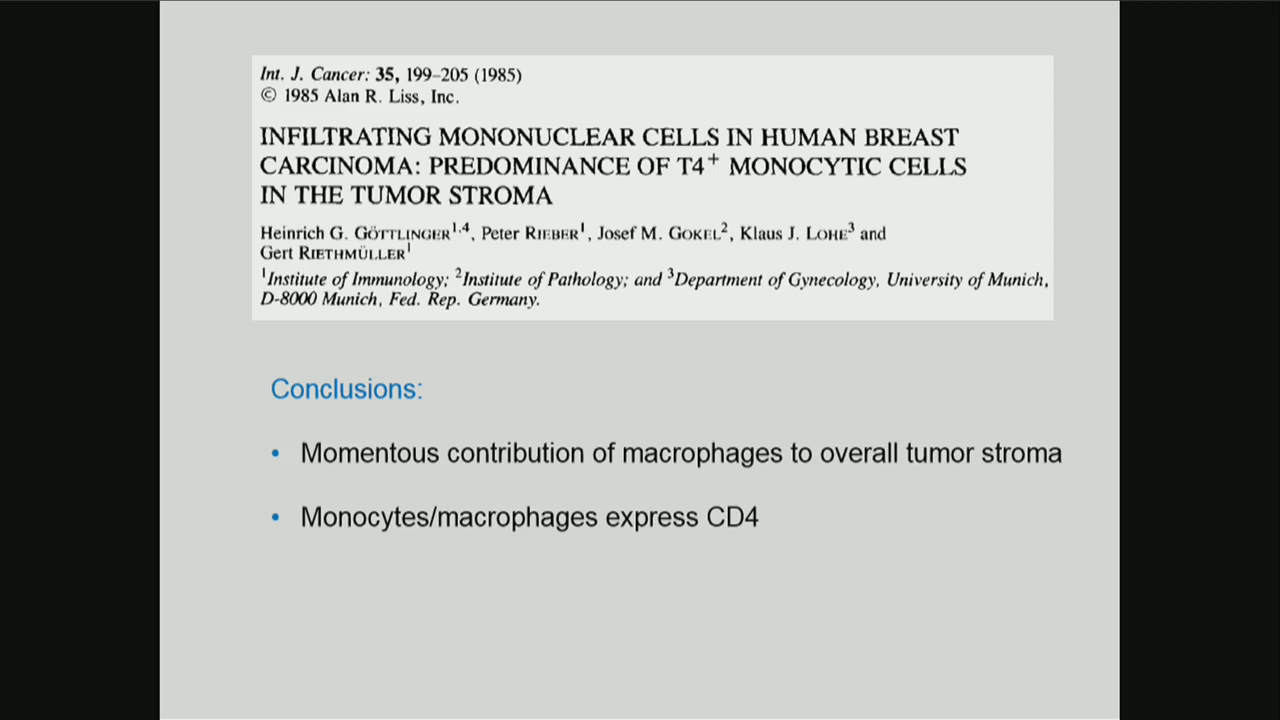 Int. J. Cancer: 35, 199–205 (1985)
© 1985 Alan R. Liss, Inc.
INFILTRATING MONONUCLEAR CELLS IN HUMAN BREAST
CARCINOMA: PREDOMINANCE OF T4⁺ MONOCYTIC CELLS
IN THE TUMOR STROMA
Heinrich G. GÖTTLINGER¹·⁴, Peter RIEBER¹, Josef M. GOKEL², Klaus J. LOHE³ and
Gert RIETHMÜLLER¹
¹Institute of Immunology; ²Institute of Pathology; and ³Department of Gynecology, University of Munich,
D-8000 Munich, Fed. Rep. Germany.
Conclusions:
• Momentous contribution of macrophages to overall tumor stroma
• Monocytes/macrophages express CD4